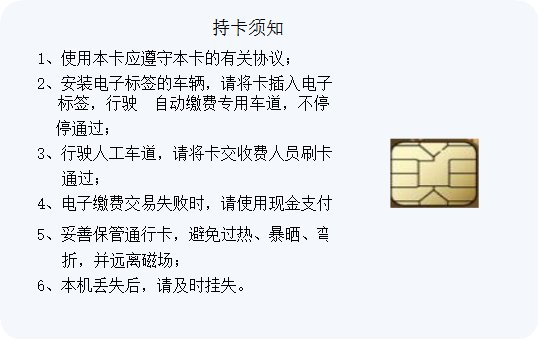 持卡须知
1、使用本卡应遵守本卡的有关协议；
2、安装电子标签的车辆，请将卡插入电子
标签，行驶 自动缴费专用车道，不停
停通过；
3、行驶人工车道，请将卡交收费人员刷卡
通过；
4、电子缴费交易失败时，请使用现金支付
5、妥善保管通行卡，避免过热、暴晒、弯
折，并远离磁场；
6、本机丢失后，请及时挂失。